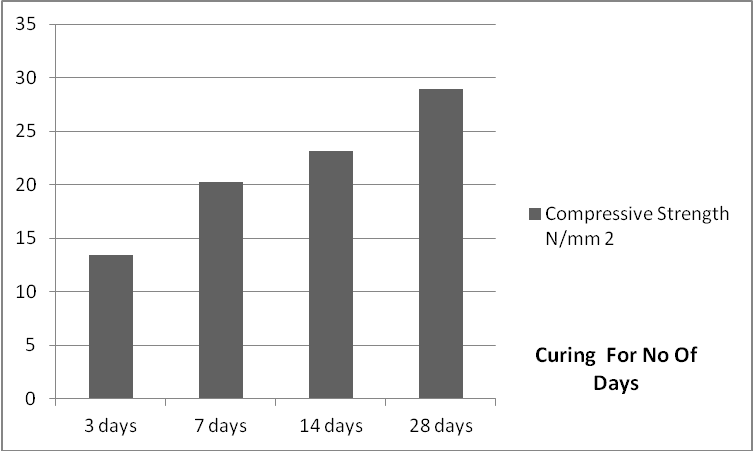 35
30
25
20
15
10
5
0
3 days
7 days
14 days
28 days
Compressive Strength
N/mm 2
Curing  For No Of
Days